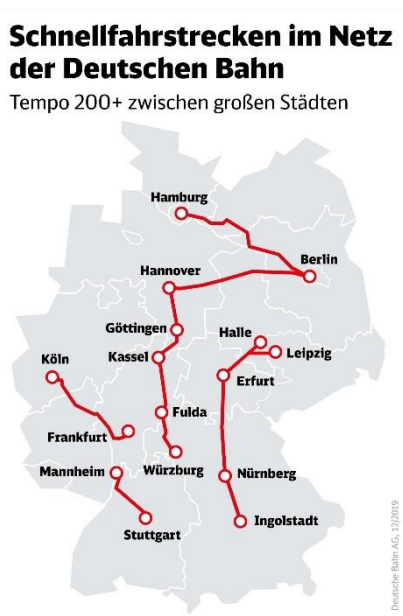 Schnellfahrstrecken im Netz
der Deutschen Bahn
Tempo 200+ zwischen großen Städten
Hamburg
Berlin
Hannover
Göttingen
Halle
Leipzig
Kassel
Köln
Erfurt
Fulda
Frankfurt
Mannheim
Würzburg
Nürnberg
Stuttgart
Ingolstadt
Deutsche Bahn AG, 12/2019